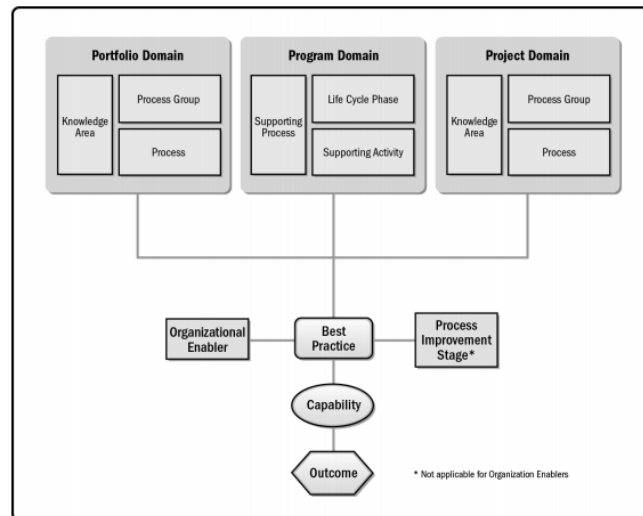 Portfolio Domain
Knowledge
Area
Process Group
Process
Program Domain
Supporting
Process
Life Cycle Phase
Supporting Activity
Project Domain
Knowledge
Area
Process Group
Process
Organizational
Enabler
Best
Practice
Process
Improvement
Stage*
Capability
Outcome
* Not applicable for Organization Enablers